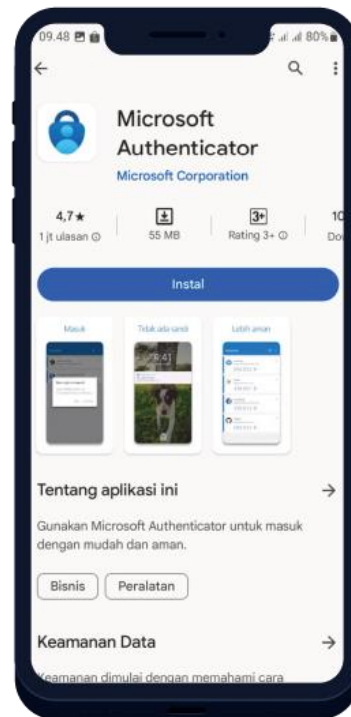 09.48
80%
Microsoft
Authenticator
Microsoft Corporation
4,7★
1 jt ulasan
55 MB
3+
Rating 3+
10
Do
Instal
Masuk
Tidak ada sandi
Lebih aman
Tentang aplikasi ini
Gunakan Microsoft Authenticator untuk masuk
dengan mudah dan aman.
Bisnis
Peralatan
Keamanan Data
Keamanan dimulai dengan memahami cara